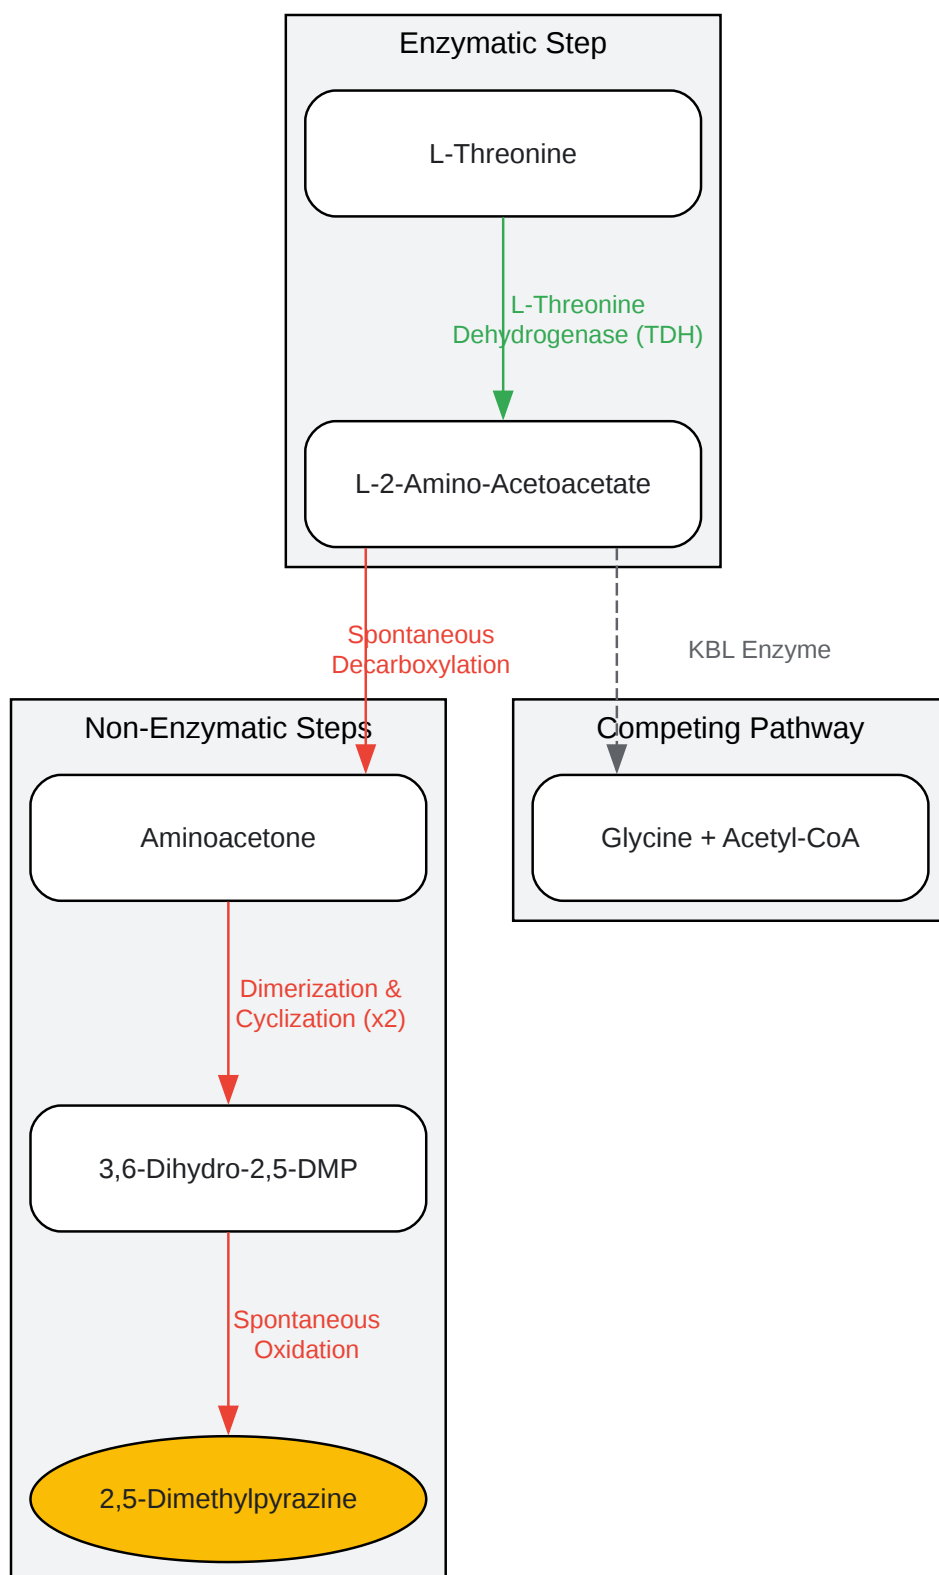 Enzymatic Step
L-Threonine
L-Threonine
Dehydrogenase (TDH)
L-2-Amino-Acetoacetate
Spontaneous
Decarboxylation
KBL Enzyme
Non-Enzymatic Steps
Competing Pathway
Aminoacetone
Glycine + Acetyl-CoA
Dimerization &
Cyclization (x2)
3,6-Dihydro-2,5-DMP
Spontaneous
Oxidation
2,5-Dimethylpyrazine